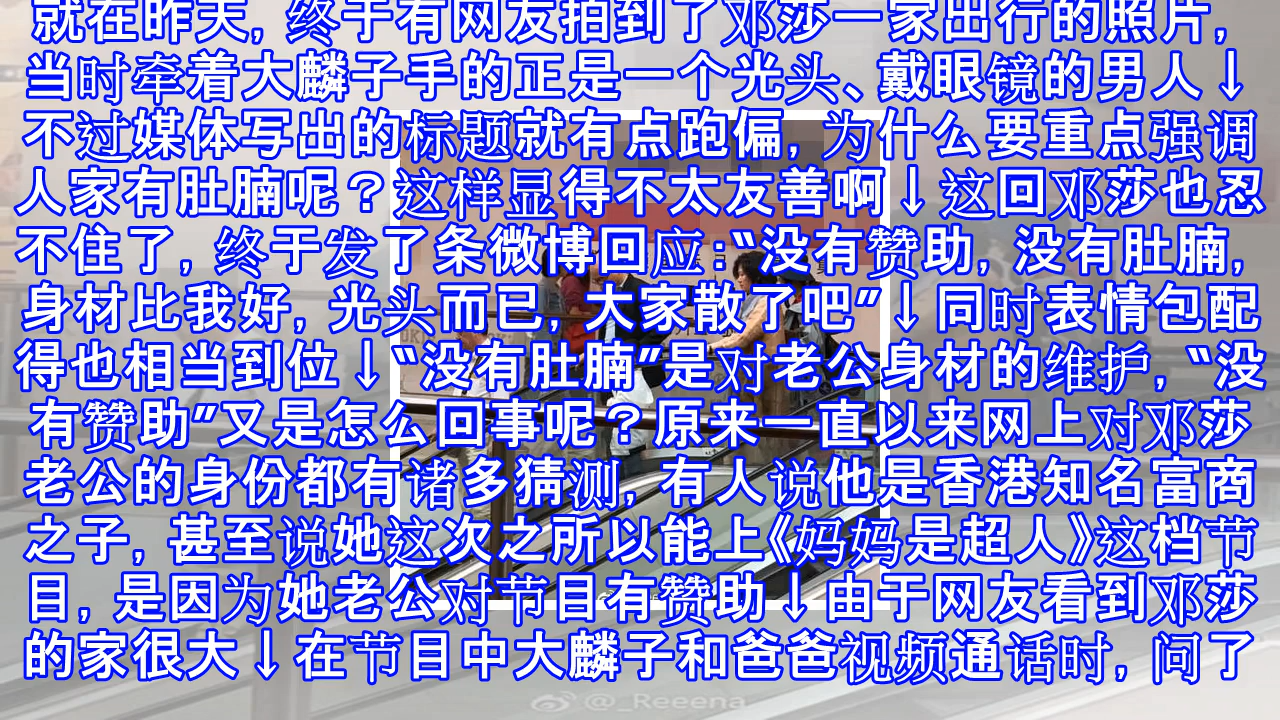 就在昨天，终于有网友拍到了邓莎一家出行的照片，
当时牵着大麟子手的正是一个光头、戴眼镜的男人↓
不过媒体写出的标题就有点跑偏，为什么要重点强调
人家有肚腩呢？这样显得不太友善啊↓这回邓莎也忍
不住了，终于发了条微博回应：“没有赞助，没有肚腩，
身材比我好，光头而已，大家散了吧”↓同时表情包配
得也相当到位↓“没有肚腩”是对老公身材的维护，“没
有赞助”又是怎么回事呢？原来一直以来网上对邓莎
老公的身份都有诸多猜测，有人说他是香港知名富商
之子，甚至说她这次之所以能上《妈妈是超人》这档节
目，是因为她老公对节目有赞助↓由于网友看到邓莎
的家很大↓在节目中大麟子和爸爸视频通话时，问了
@_Reeena